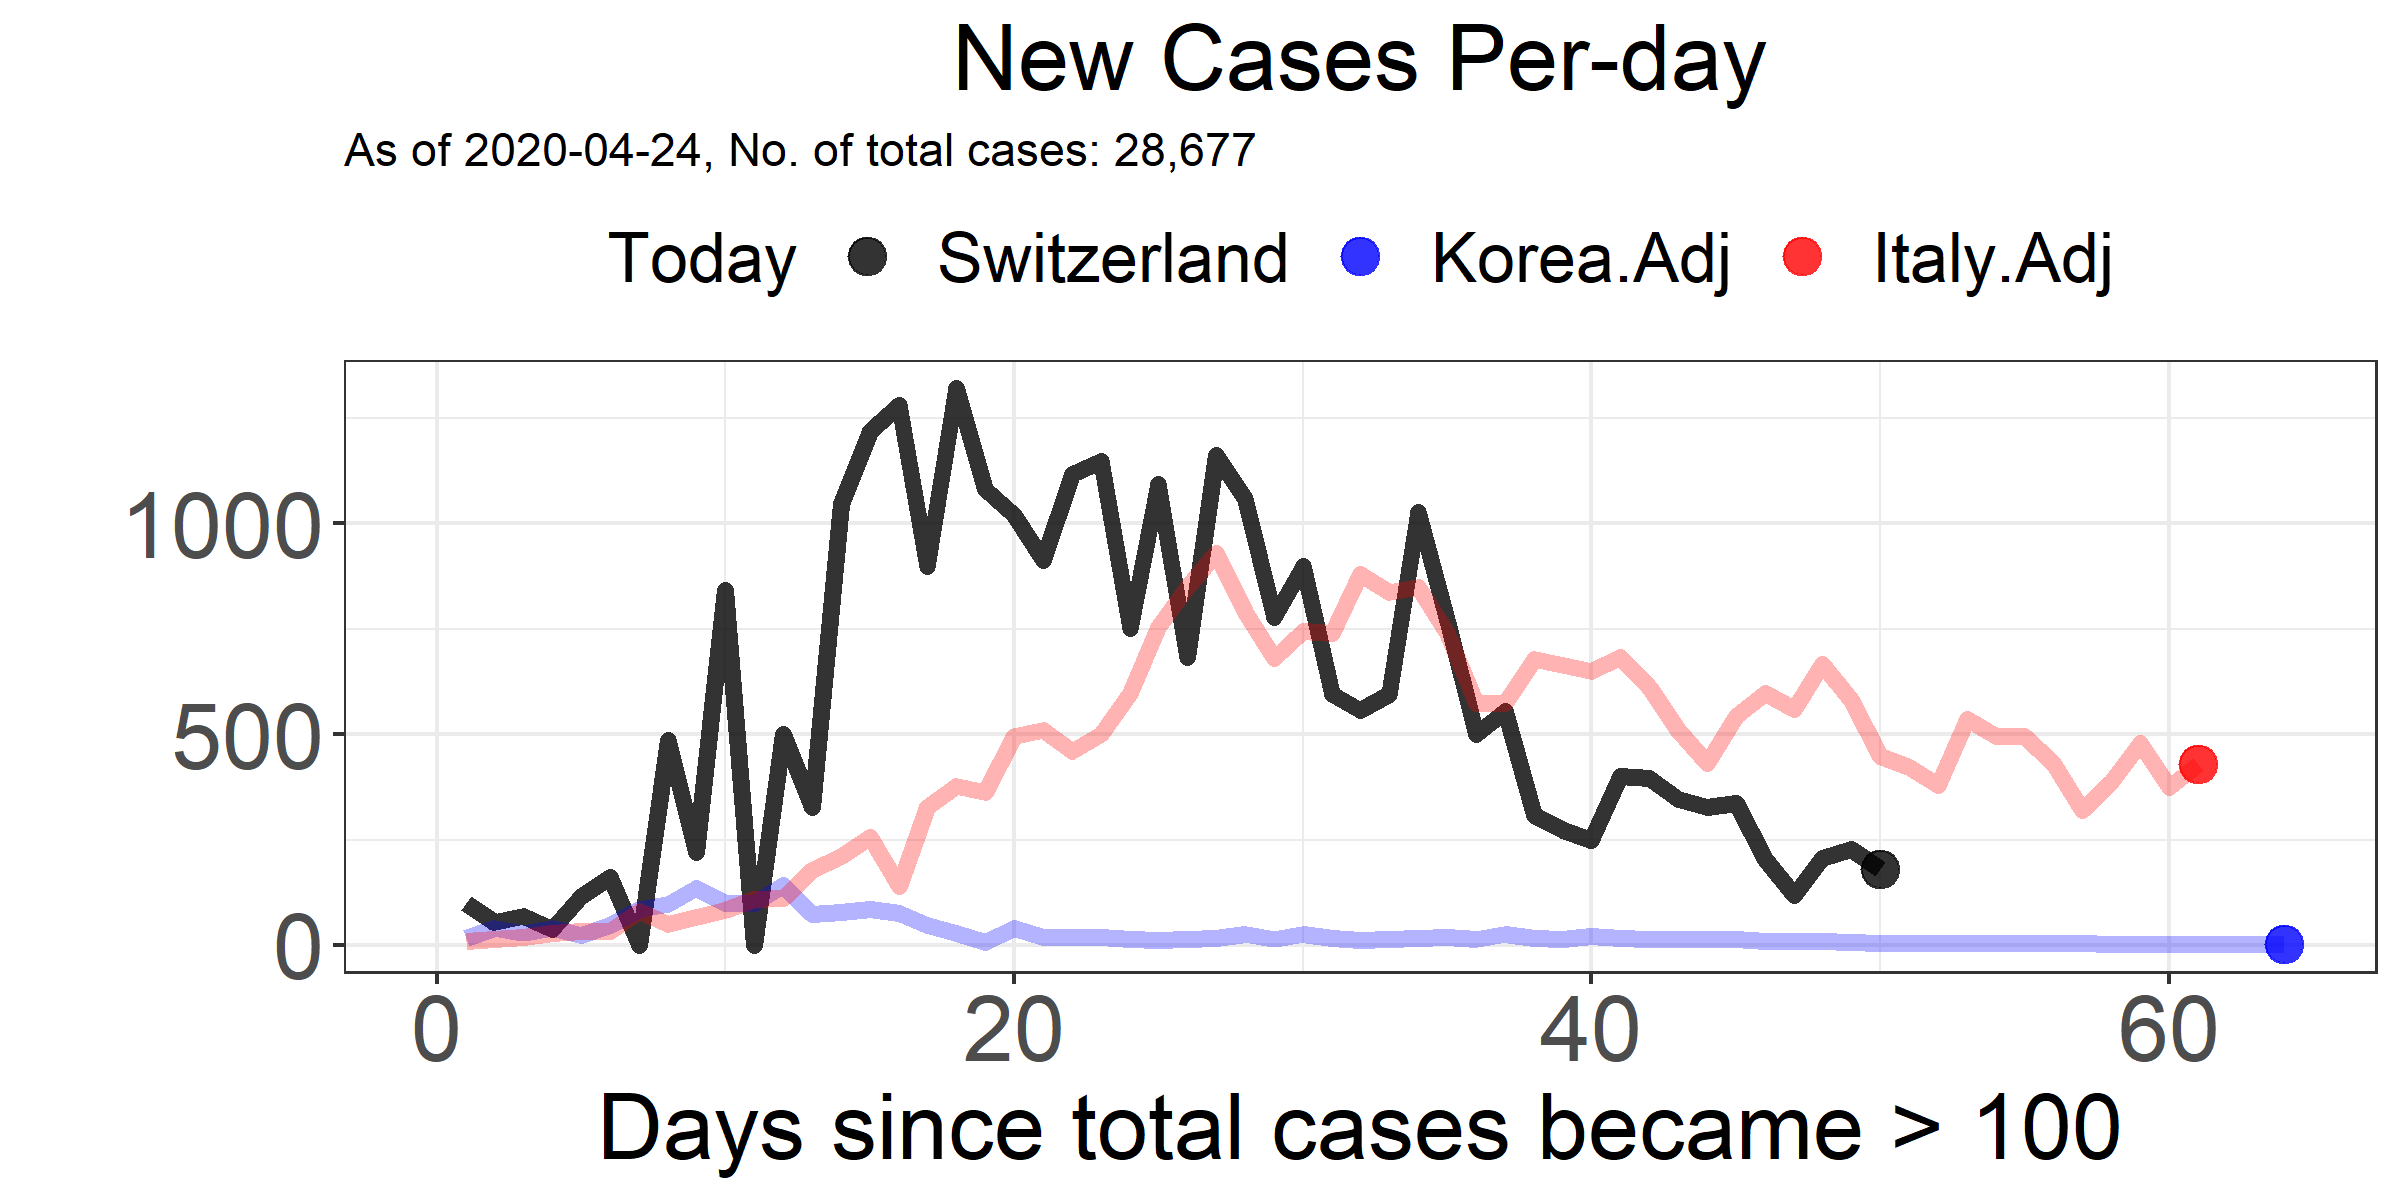 New Cases Per-day
As of 2020-04-24, No. of total cases: 28,677
Today Switzerland Korea.Adj Italy.Adj
1000
500
0
0 20 40 60
Days since total cases became > 100